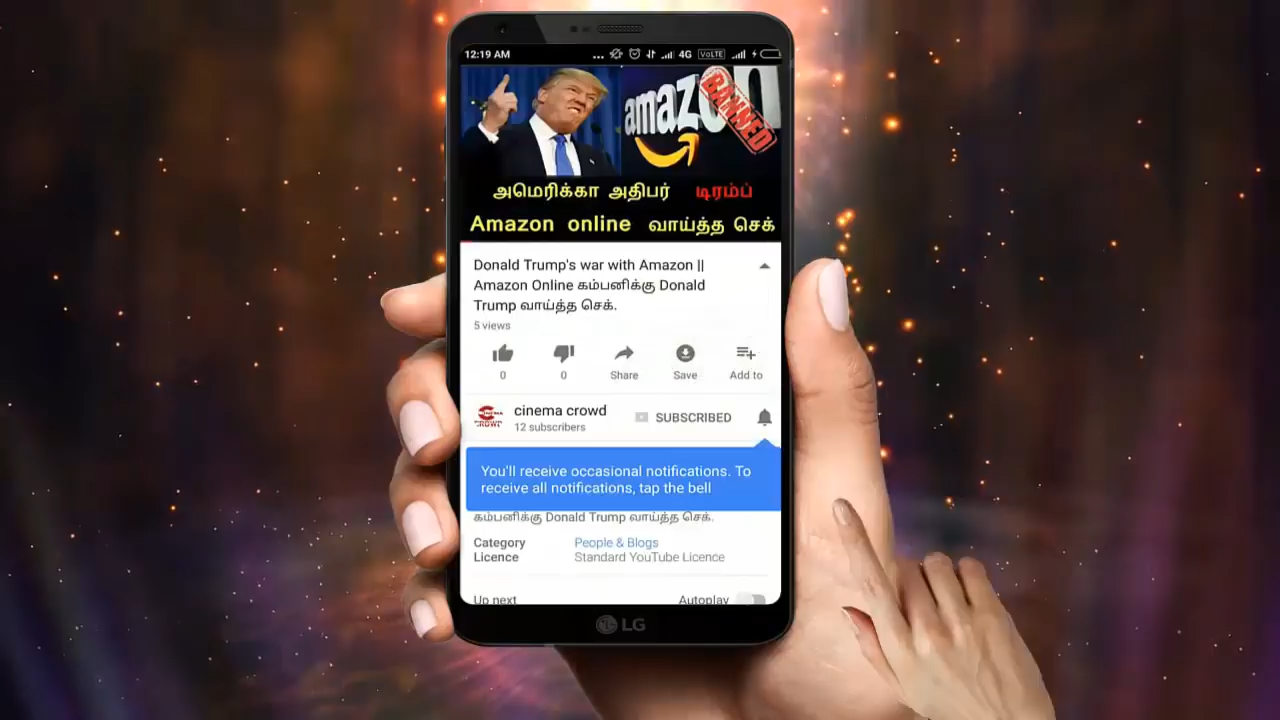 12:19 AM
4G VoLTE
amazon
BANNED
அமெரிக்கா அதிபர் டிரம்ப்
Amazon online வாய்த்த செக்
Donald Trump's war with Amazon ||
Amazon Online கம்பனிக்கு Donald
Trump வாய்த்த செக்.
5 views
0 0 Share Save Add to
cinema crowd
12 subscribers
SUBSCRIBED
You'll receive occasional notifications. To
receive all notifications, tap the bell
கம்பனிக்கு Donald Trump வாய்த்த செக்.
Category People & Blogs
Licence Standard YouTube Licence
Up next Autoplay
LG